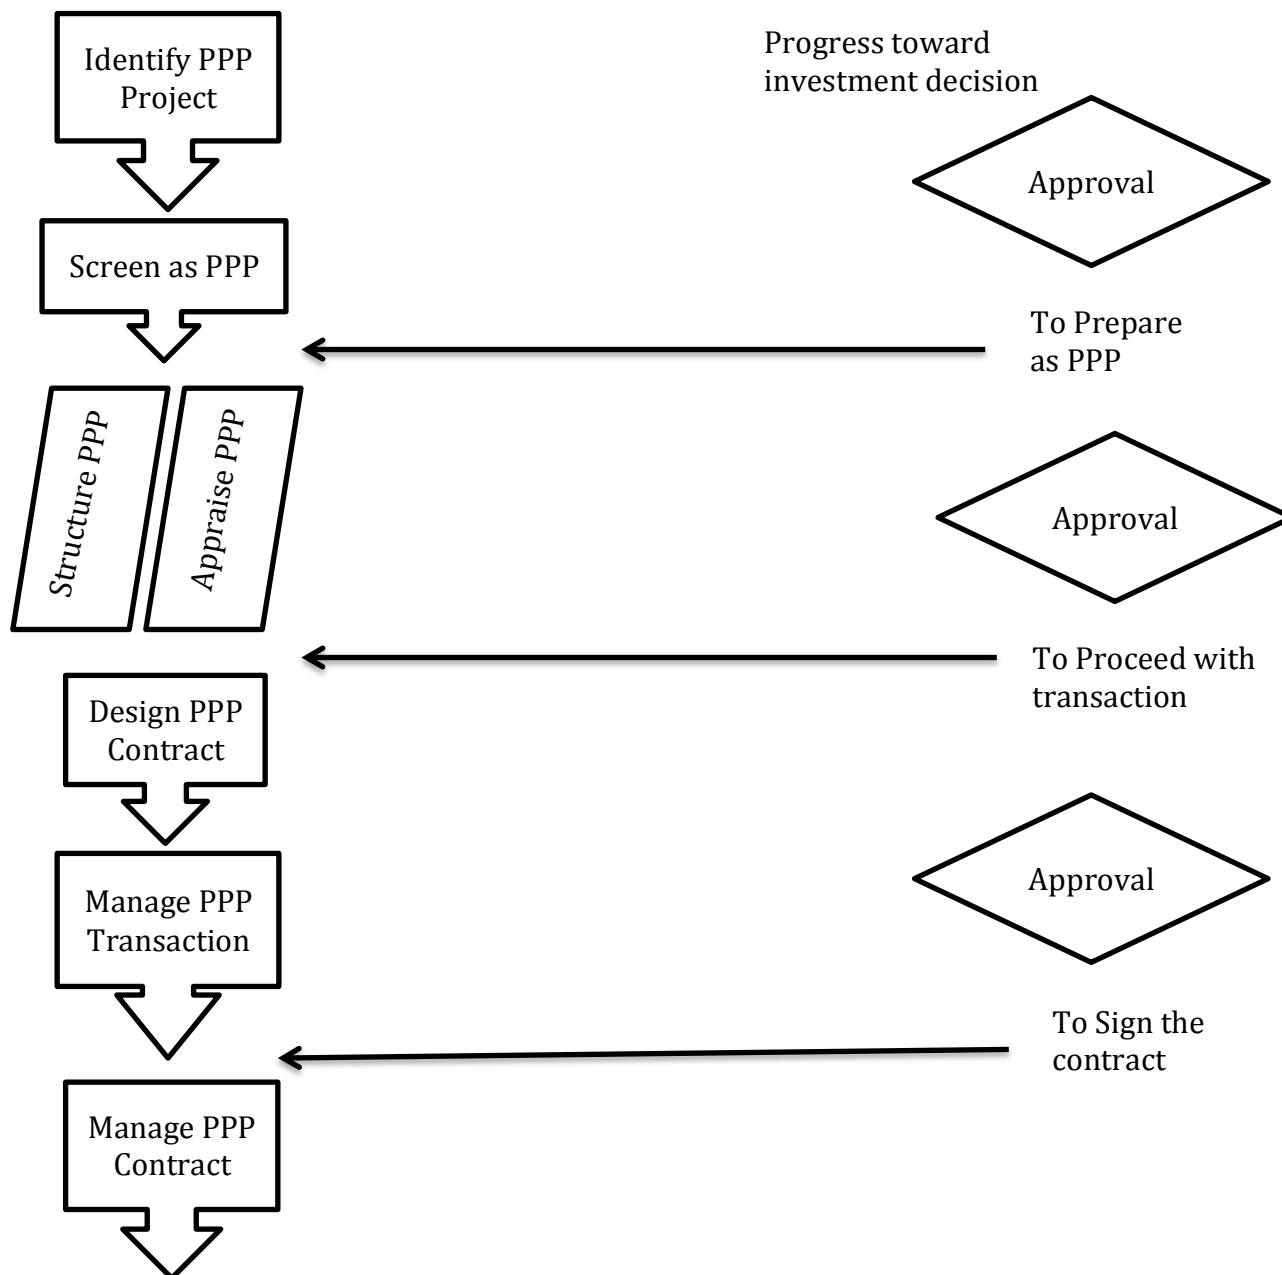 Identify PPP
Project
Progress toward
investment decision
Approval
Screen as PPP
To Prepare
as PPP
Structure PPP
Appraise PPP
Approval
To Proceed with
transaction
Design PPP
Contract
Manage PPP
Transaction
Approval
To Sign the
contract
Manage PPP
Contract